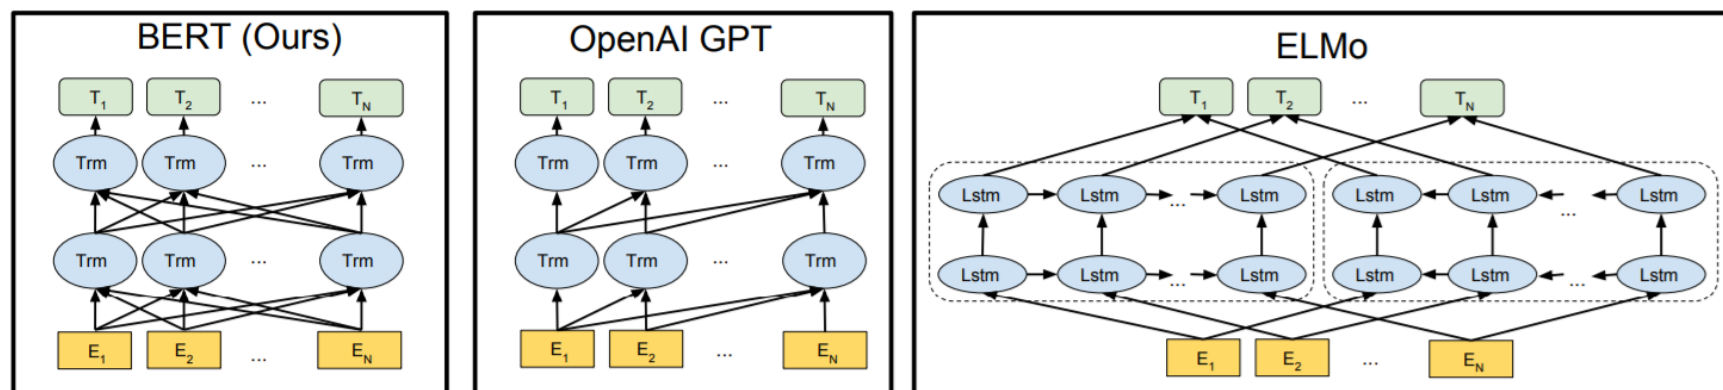 BERT (Ours)
T1 T2 ... TN
Trm Trm ... Trm
Trm Trm ... Trm
E1 E2 ... EN
OpenAI GPT
T1 T2 ... TN
Trm Trm ... Trm
Trm Trm ... Trm
E1 E2 ... EN
ELMo
T1 T2 ... TN
Lstm Lstm ... Lstm Lstm Lstm ... Lstm
Lstm Lstm ... Lstm Lstm Lstm ... Lstm
E1 E2 ... EN